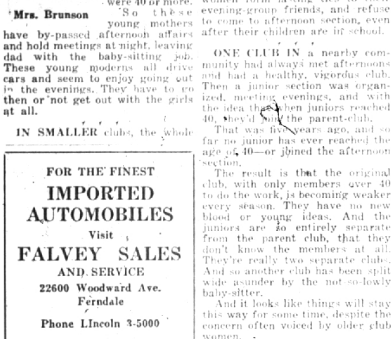 were 40 or more.
Mrs. Brunson "So these
young mothers
have by-passed afternoon affairs
and hold meetings at night, leaving
dad with the baby-sitting job.
These young moderns all drive
cars and seem to enjoy going out
in the evenings. They have to go
then or not get out with the girls
at all.
IN SMALLER clubs, the whole
FOR THE FINEST
IMPORTED
AUTOMOBILES
Visit
FALVEY SALES
AND SERVICE
22600 Woodward Ave.
Ferndale
Phone LIncoln 3-5000
evening-group friends, and refuse
to come to afternoon section, even
after their children are in school.
ONE CLUB IN a nearby com-
munity had always met afternoons
and had a healthy, vigorous club.
Then a junior section was organ-
ized, meeting evenings, and with
the idea that when juniors reached
40, they'd the parent-club.
That was five years ago, and so
far no junior has ever reached the
age of 40—or joined the afternoon
section.
The result is that the original
club, with only members over 40
to do the work, is becoming weaker
every season. They have no new
blood or young ideas. And the
juniors are so entirely separate
from the parent club, that they
don't know the members at all.
They're really two separate clubs.
And so another club has been split
wide asunder by the not-so-lowly
baby-sitter.
And it looks like things will stay
this way for some time, despite the
concern often voiced by older club
women.